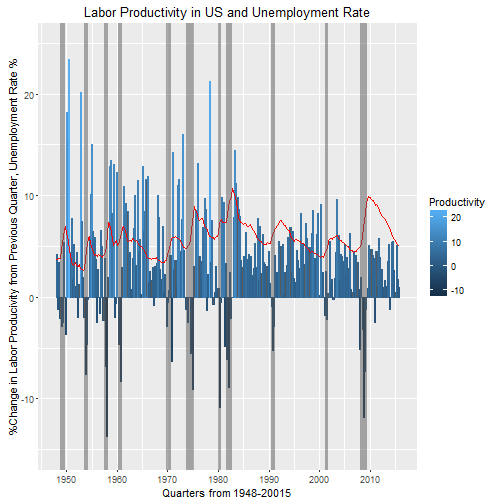 Labor Productivity in US and Unemployment Rate
%Change in Labor Producivity from Previous Quarter, Unemployment Rate %
20
10
0
-10
1950 1960 1970 1980 1990 2000 2010
Quarters from 1948-20015
Productivity
20
10
0
-10